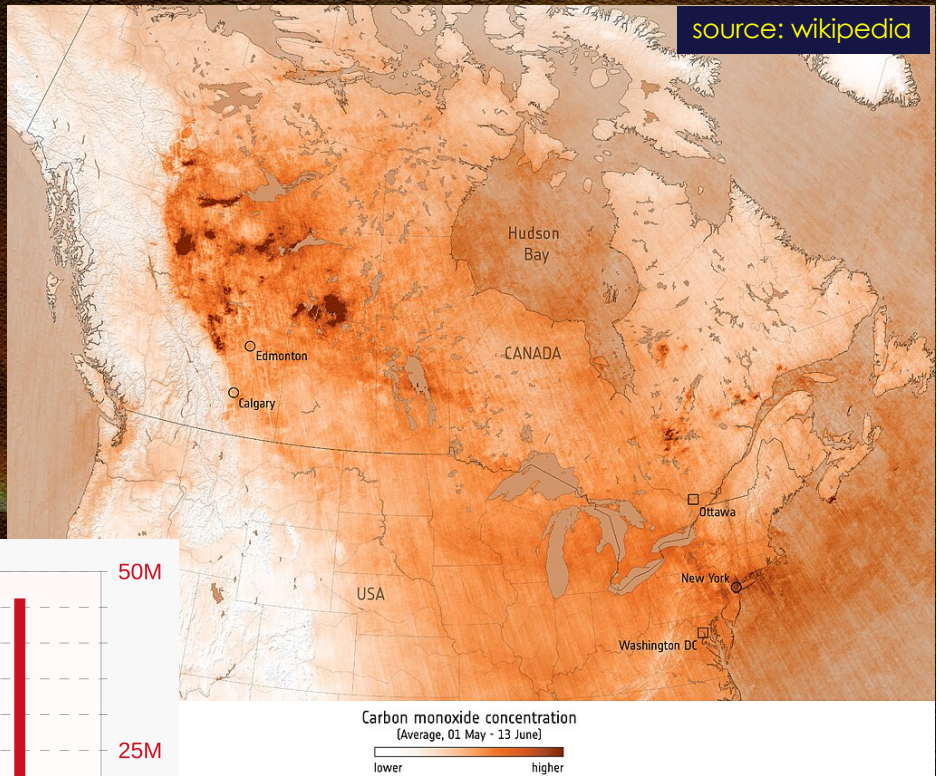 source: wikipedia
Hudson
Bay
CANADA
Edmonton
Calgary
Ottawa
New York
USA
Washington DC
50M
25M
Carbon monoxide concentration
(Average, 01 May - 13 June)
lower higher